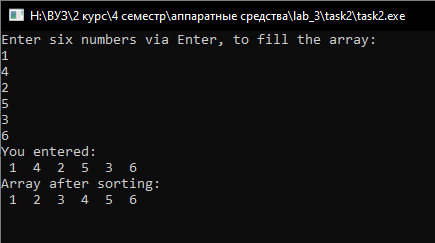 H:\ВУЗ\2 курс\4 семестр\аппаратные средства\lab_3\task2\task2.exe
Enter six numbers via Enter, to fill the array:
1
4
2
5
3
6
You entered:
1 4 2 5 3 6
Array after sorting:
1 2 3 4 5 6